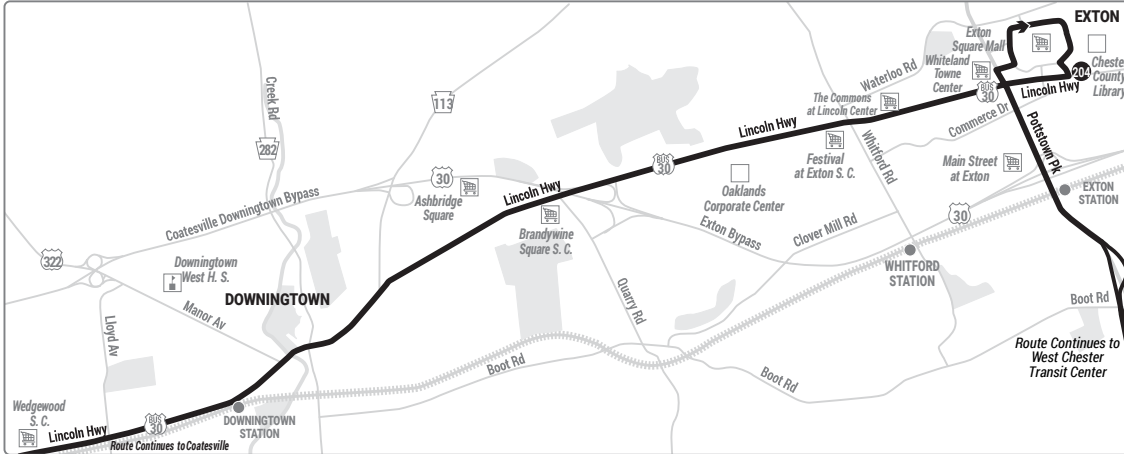 EXTON
Exton
Square Mall
Whiteland
Towne
Center
Cheste
County
Library
204
Lincoln Hwy
BUS
30
Waterloo Rd
The Commons
at Lincoln Center
Commerce Dr
Pottstown Pk
Lincoln Hwy
Whitford Rd
Festival
at Exton S. C.
Main Street
at Exton
EXTON
STATION
Creek Rd
113
282
30
Ashbridge
Square
Lincoln Hwy
BUS
30
Oaklands
Corporate Center
Coatesville Downingtown Bypass
Brandywine
Square S. C.
Exton Bypass
Clover Mill Rd
30
WHITFORD
STATION
322
Downingtown
West H. S.
DOWNINGTOWN
Manor Av
Lloyd Av
Quarry Rd
Boot Rd
Boot Rd
Boot Rd
Route Continues to
West Chester
Transit Center
Wedgewood
S. C.
Lincoln Hwy
BUS
30
DOWNINGTOWN
STATION
Route Continues to Coatesville